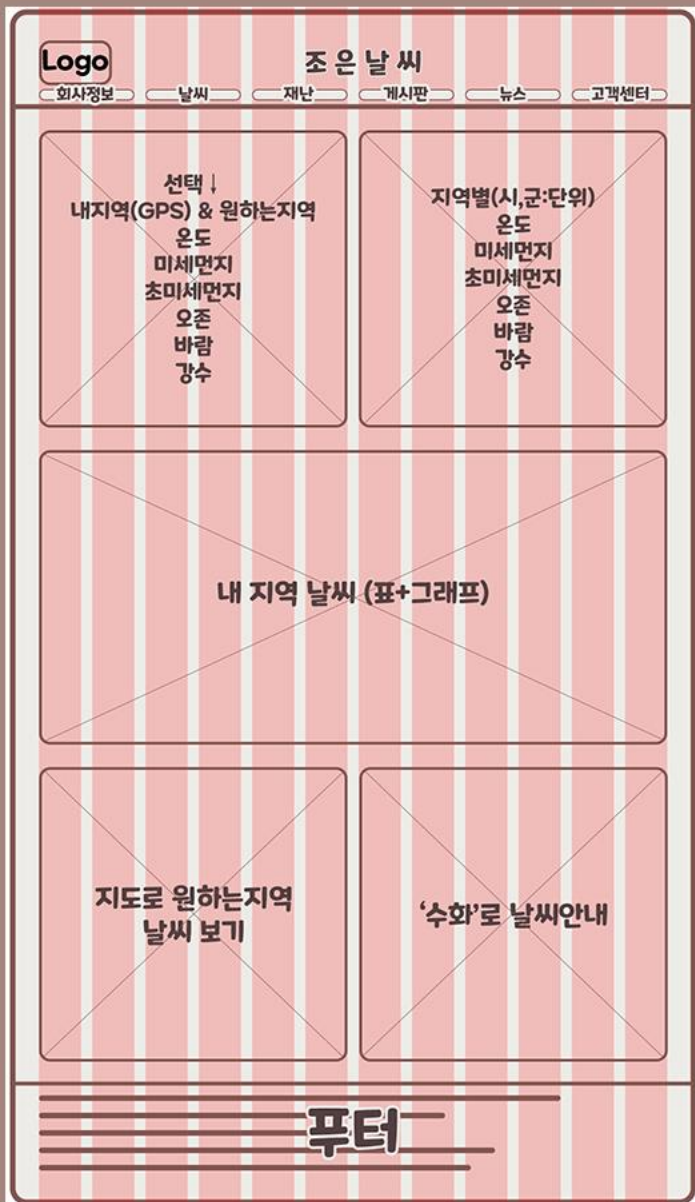 Logo
조은날씨
회사정보 날씨 재난 게시판 뉴스 고객센터
선택↓
내지역(GPS) & 원하는지역
온도
미세먼지
초미세먼지
오존
바람
강수
지역별(시,군:단위)
온도
미세먼지
초미세먼지
오존
바람
강수
내 지역 날씨 (표+그래프)
지도로 원하는지역
날씨 보기
‘수화’로 날씨안내
푸터